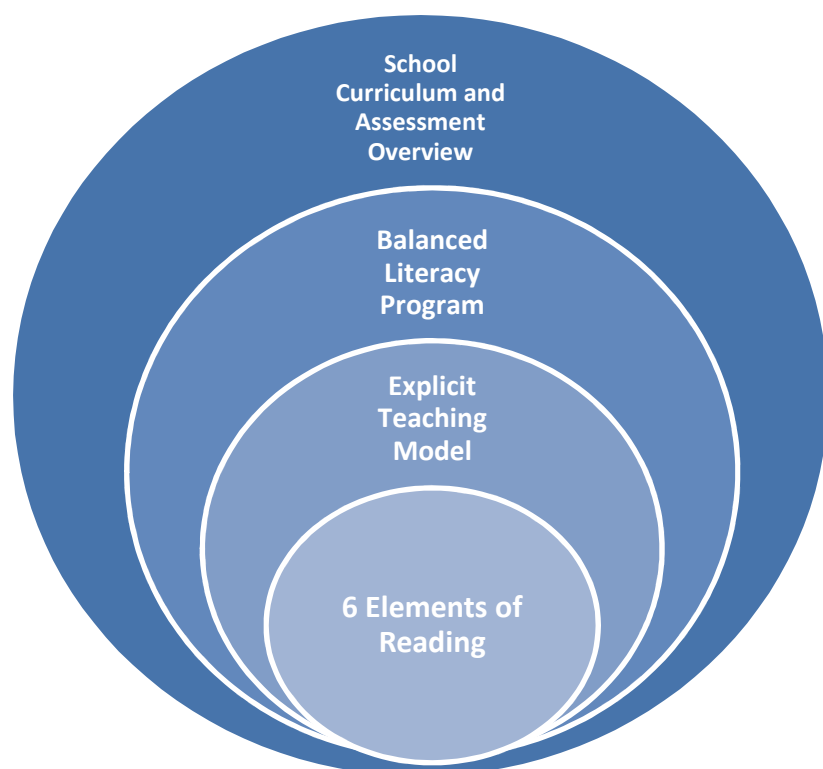 School
Curriculum and
Assessment
Overview
Balanced
Literacy
Program
Explicit
Teaching
Model
6 Elements of
Reading